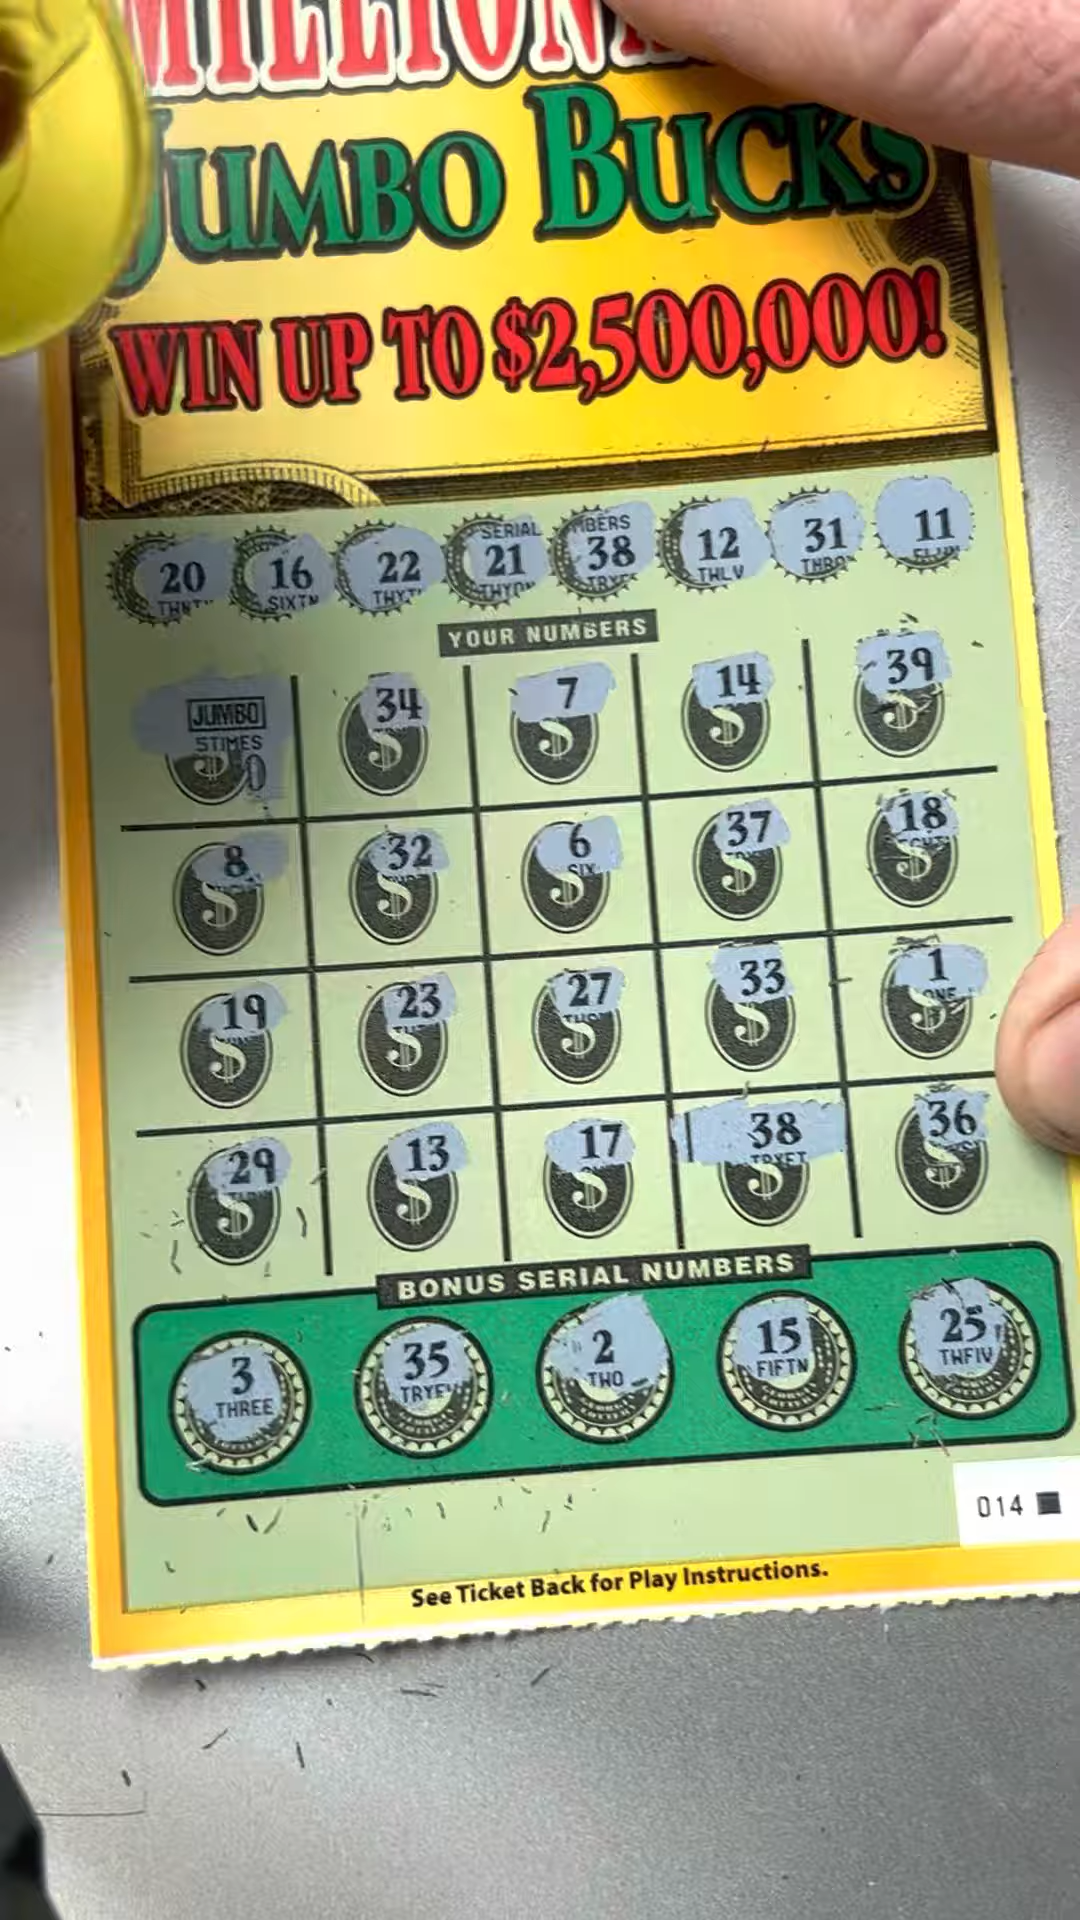 JUMBO BUCKS
WIN UP TO $2,500,000!
SERIAL
20 16 22 21 38 12 31 11
SIXTN THLV
YOUR NUMBERS
JUMBO 34 7 14 39
5TIMES
8 32 6 37 18
SIX
19 23 27 33 1
ONE
29 13 17 38 36
TRYET
BONUS SERIAL NUMBERS
3 35 2 15 25
THREE TWO FIFTN TWFIV
014
See Ticket Back for Play Instructions.